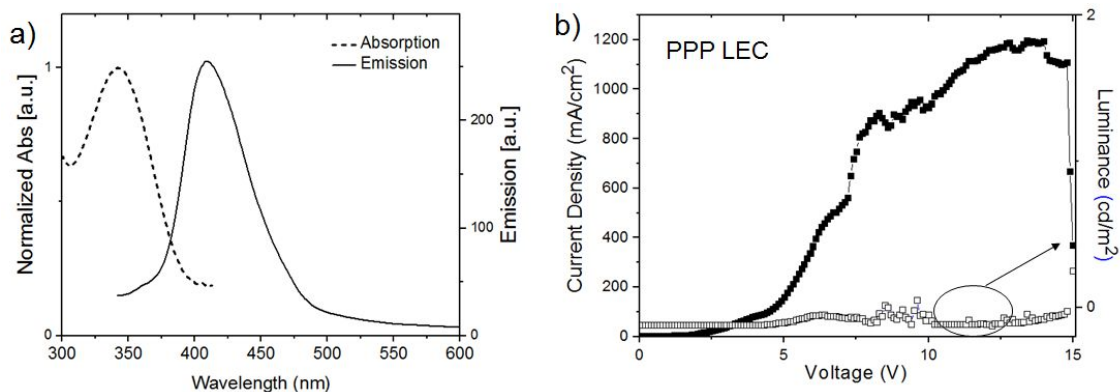 a)
Absorption
Emission
Normalized Abs [a.u.]
1
0
Emission [a.u.]
200
100
0
300 350 400 450 500 550 600
Wavelength (nm)
b)
PPP LEC
Current Density (mA/cm²)
1200
1000
800
600
400
200
0
Luminance (cd/m²)
2
0
0 5 10 15
Voltage (V)